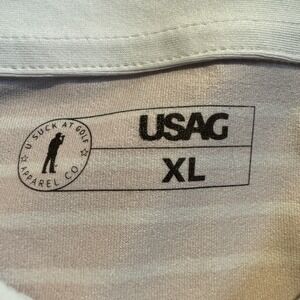 U SUCK AT GOLF
APPAREL CO
USAG
XL